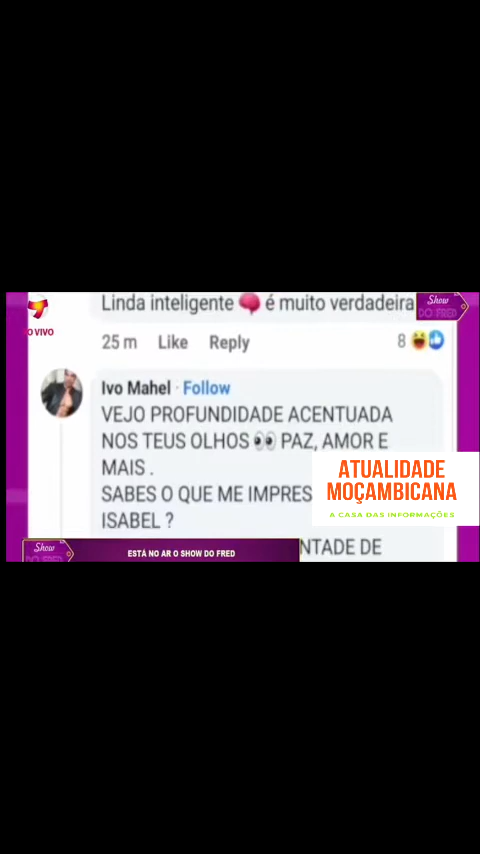 Linda inteligente 🧠 é muito verdadeira
Show
DO FRED
O VIVO
25 m Like Reply 8
Ivo Mahel · Follow
VEJO PROFUNDIDADE ACENTUADA
NOS TEUS OLHOS 👀 PAZ, AMOR E
MAIS .
SABES O QUE ME IMPRES
ISABEL ?
NTADE DE
ATUALIDADE
MOÇAMBICANA
A CASA DAS INFORMAÇÕES
Show
DO FRED
ESTÁ NO AR O SHOW DO FRED